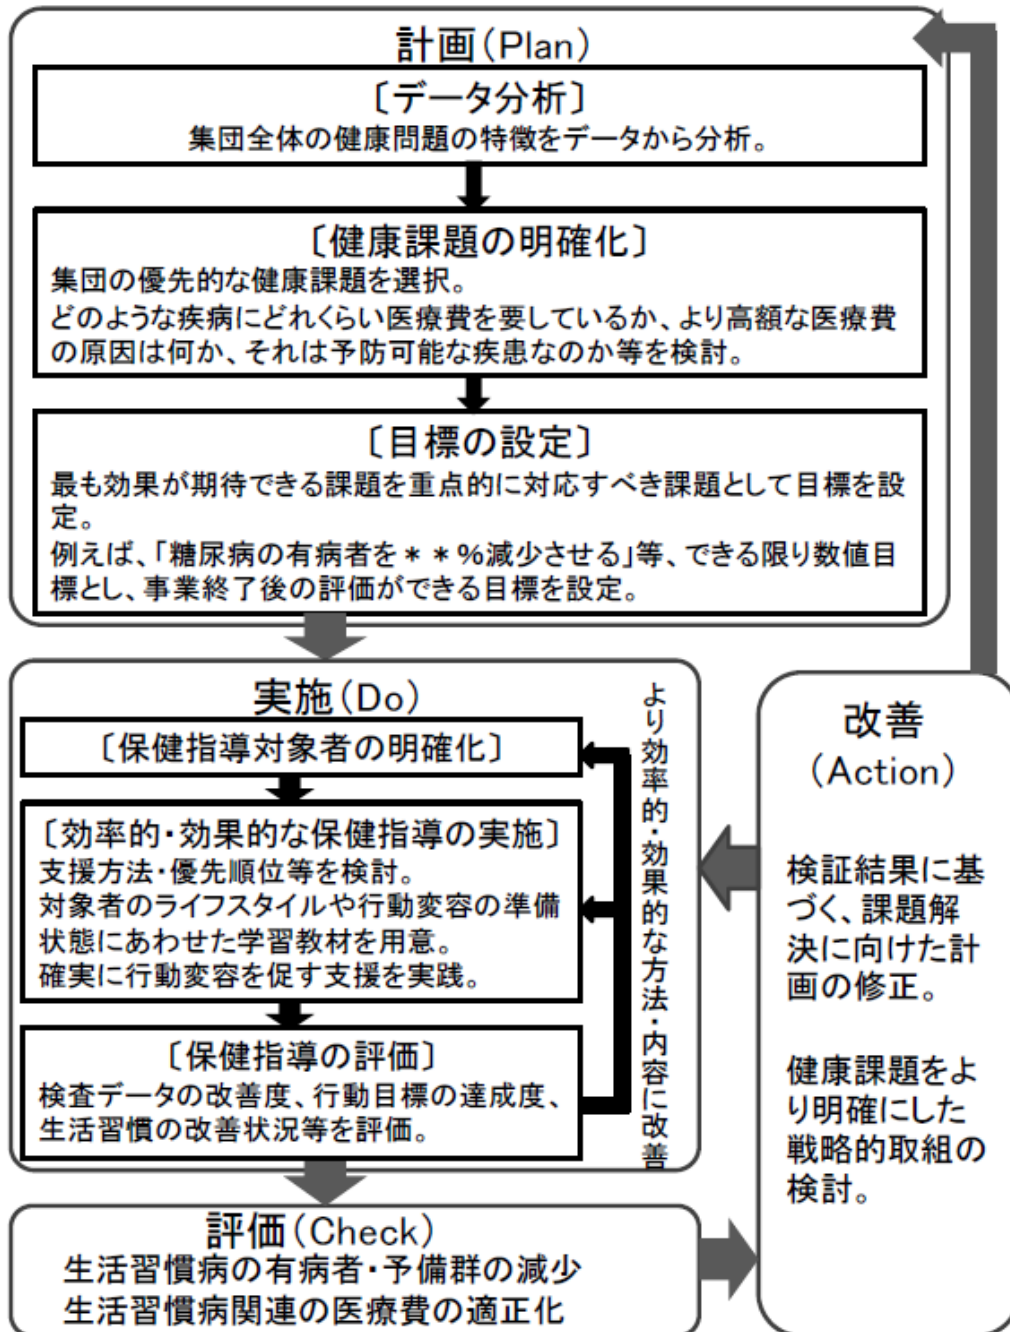 計画(Plan)
〔データ分析〕
集団全体の健康問題の特徴をデータから分析。
〔健康課題の明確化〕
集団の優先的な健康課題を選択。
どのような疾病にどれくらい医療費を要しているか、より高額な医療費
の原因は何か、それは予防可能な疾患なのか等を検討。
〔目標の設定〕
最も効果が期待できる課題を重点的に対応すべき課題として目標を設
定。
例えば、「糖尿病の有病者を＊＊%減少させる」等、できる限り数値目
標とし、事業終了後の評価ができる目標を設定。
実施(Do)
〔保健指導対象者の明確化〕
〔効率的・効果的な保健指導の実施〕
支援方法・優先順位等を検討。
対象者のライフスタイルや行動変容の準備
状態にあわせた学習教材を用意。
確実に行動変容を促す支援を実践。
〔保健指導の評価〕
検査データの改善度、行動目標の達成度、
生活習慣の改善状況等を評価。
より効率的・効果的な方法・内容に改善
評価(Check)
生活習慣病の有病者・予備群の減少
生活習慣病関連の医療費の適正化
改善
(Action)
検証結果に基
づく、課題解
決に向けた計
画の修正。
健康課題をよ
り明確にした
戦略的取組の
検討。